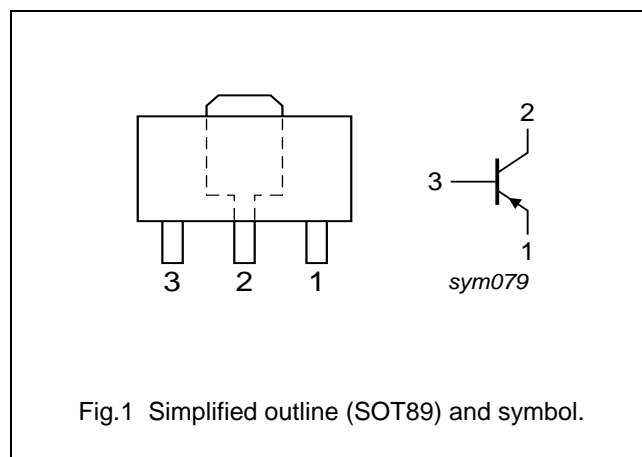 2
3
1
3 2 1
sym079
Fig.1 Simplified outline (SOT89) and symbol.